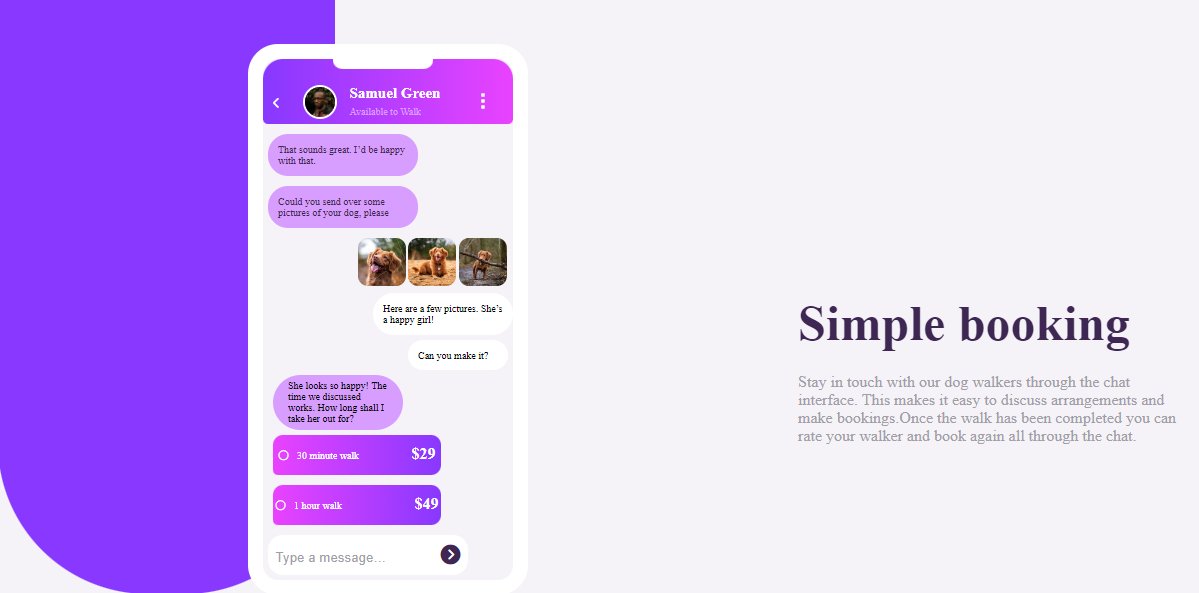 Samuel Green
Available to Walk
That sounds great. I’d be happy
with that.
Could you send over some
pictures of your dog, please
Here are a few pictures. She’s
a happy girl!
Can you make it?
She looks so happy! The
time we discussed
works. How long shall I
take her out for?
30 minute walk $29
1 hour walk $49
Type a message…
Simple booking
Stay in touch with our dog walkers through the chat
interface. This makes it easy to discuss arrangements and
make bookings.Once the walk has been completed you can
rate your walker and book again all through the chat.